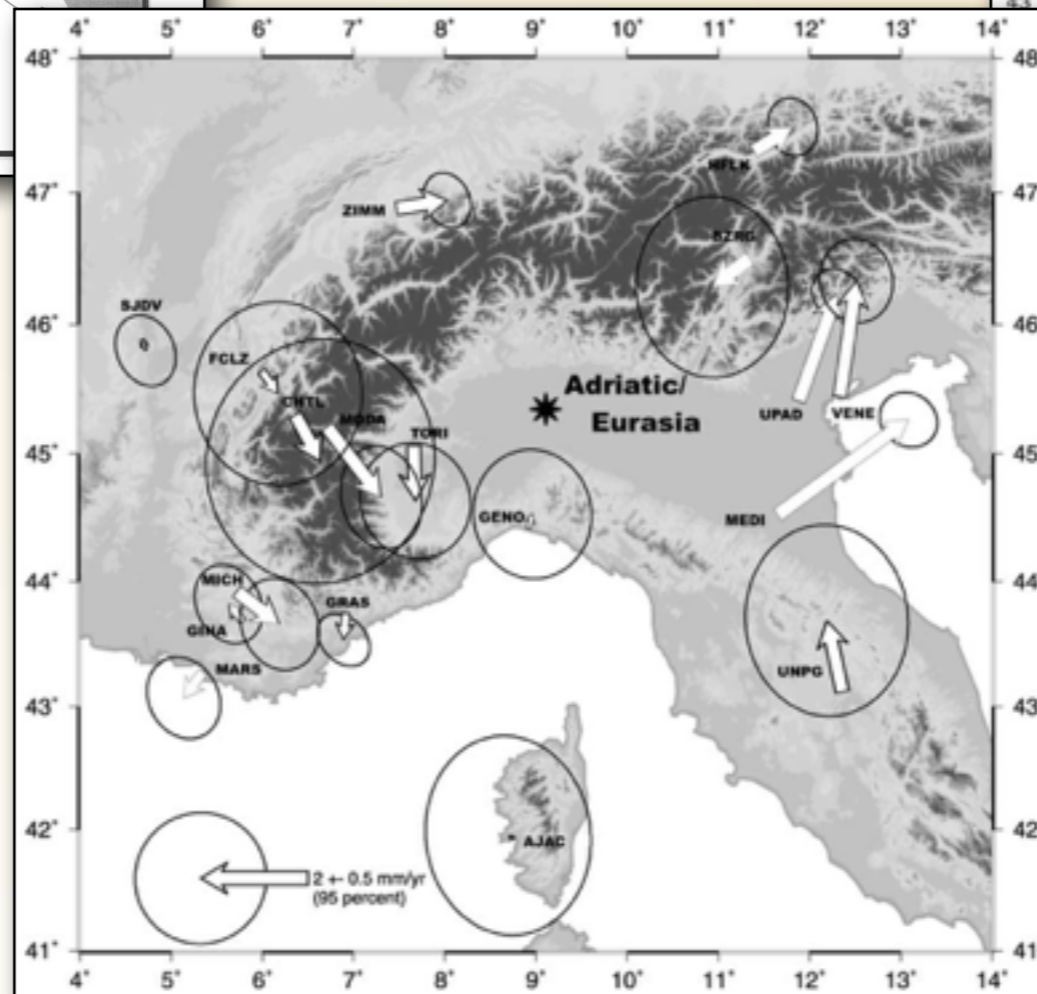 43
4° 5° 6° 7° 8° 9° 10° 11° 12° 13° 14°
48° 48°
HFLK
47° 47°
ZIMM
BZRG
SJDV
46° 46°
FCLZ
Adriatic/
Eurasia
CHTL
MODA
UPAD VENE
TORI
45° 45°
GENO
MEDI
44° 44°
MICH
GRAS
GINA
MARS
UNPG
43° 43°
42° 42°
AJAC
2 +- 0.5 mm/yr
(95 percent)
41° 41°
4° 5° 6° 7° 8° 9° 10° 11° 12° 13° 14°